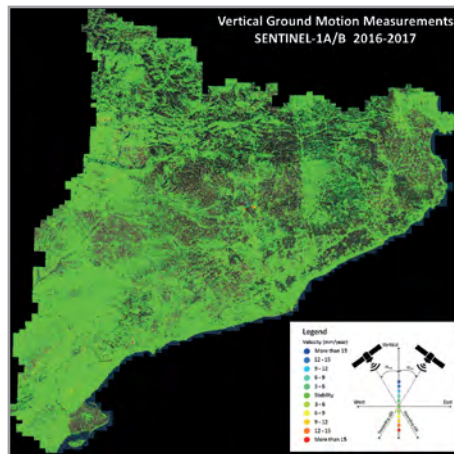 Vertical Ground Motion Measurements
SENTINEL-1A/B 2016-2017
Legend
Velocity (mm/year)
More than 15
12 - 15
9 - 12
6 - 9
3 - 6
Stability
3 - 6
6 - 9
9 - 12
12 - 15
More than 15
Vertical
West
East